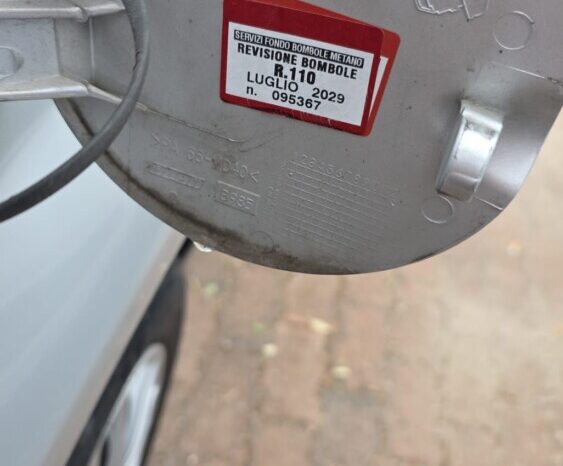 SERVIZI FONDO BOMBOLE METANO
REVISIONE BOMBOLE
R.110
LUGLIO 2029
n. 095367